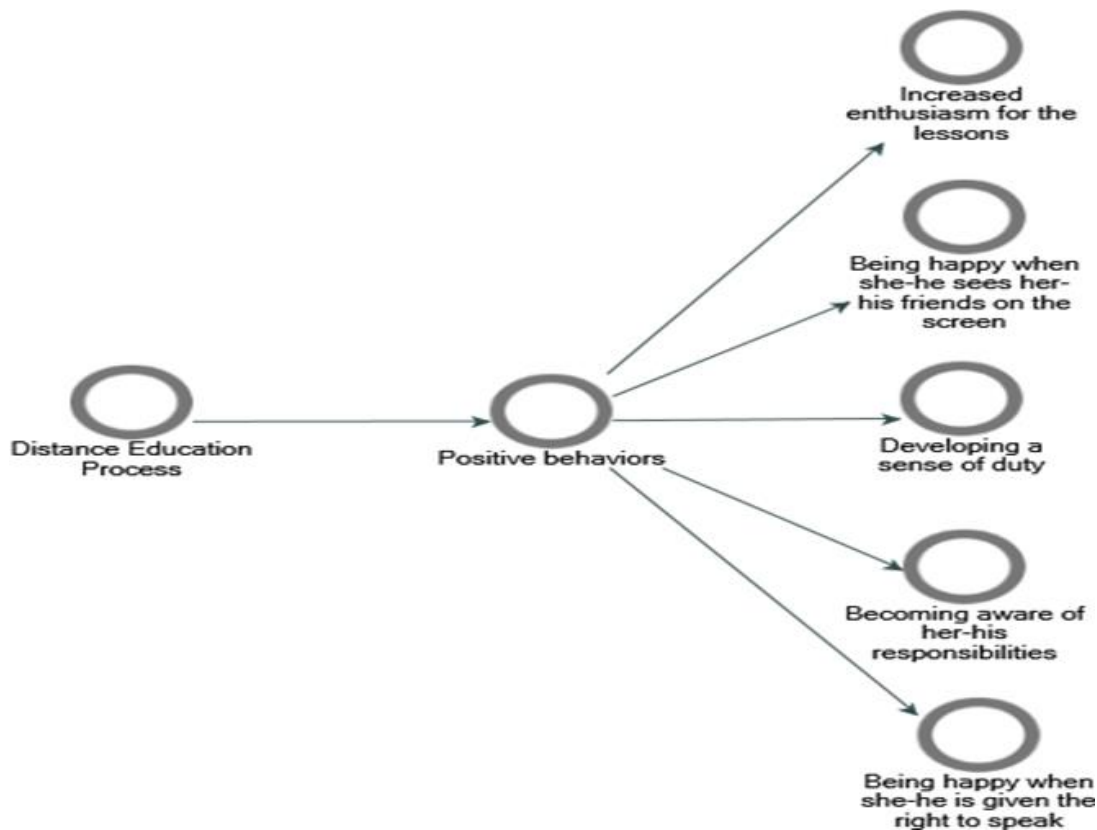 Increased
enthusiasm for the
lessons
Being happy when
she-he sees her-
his friends on the
screen
Distance Education
Process
Positive behaviors
Developing a
sense of duty
Becoming aware of
her-his
responsibilities
Being happy when
she-he is given the
right to speak